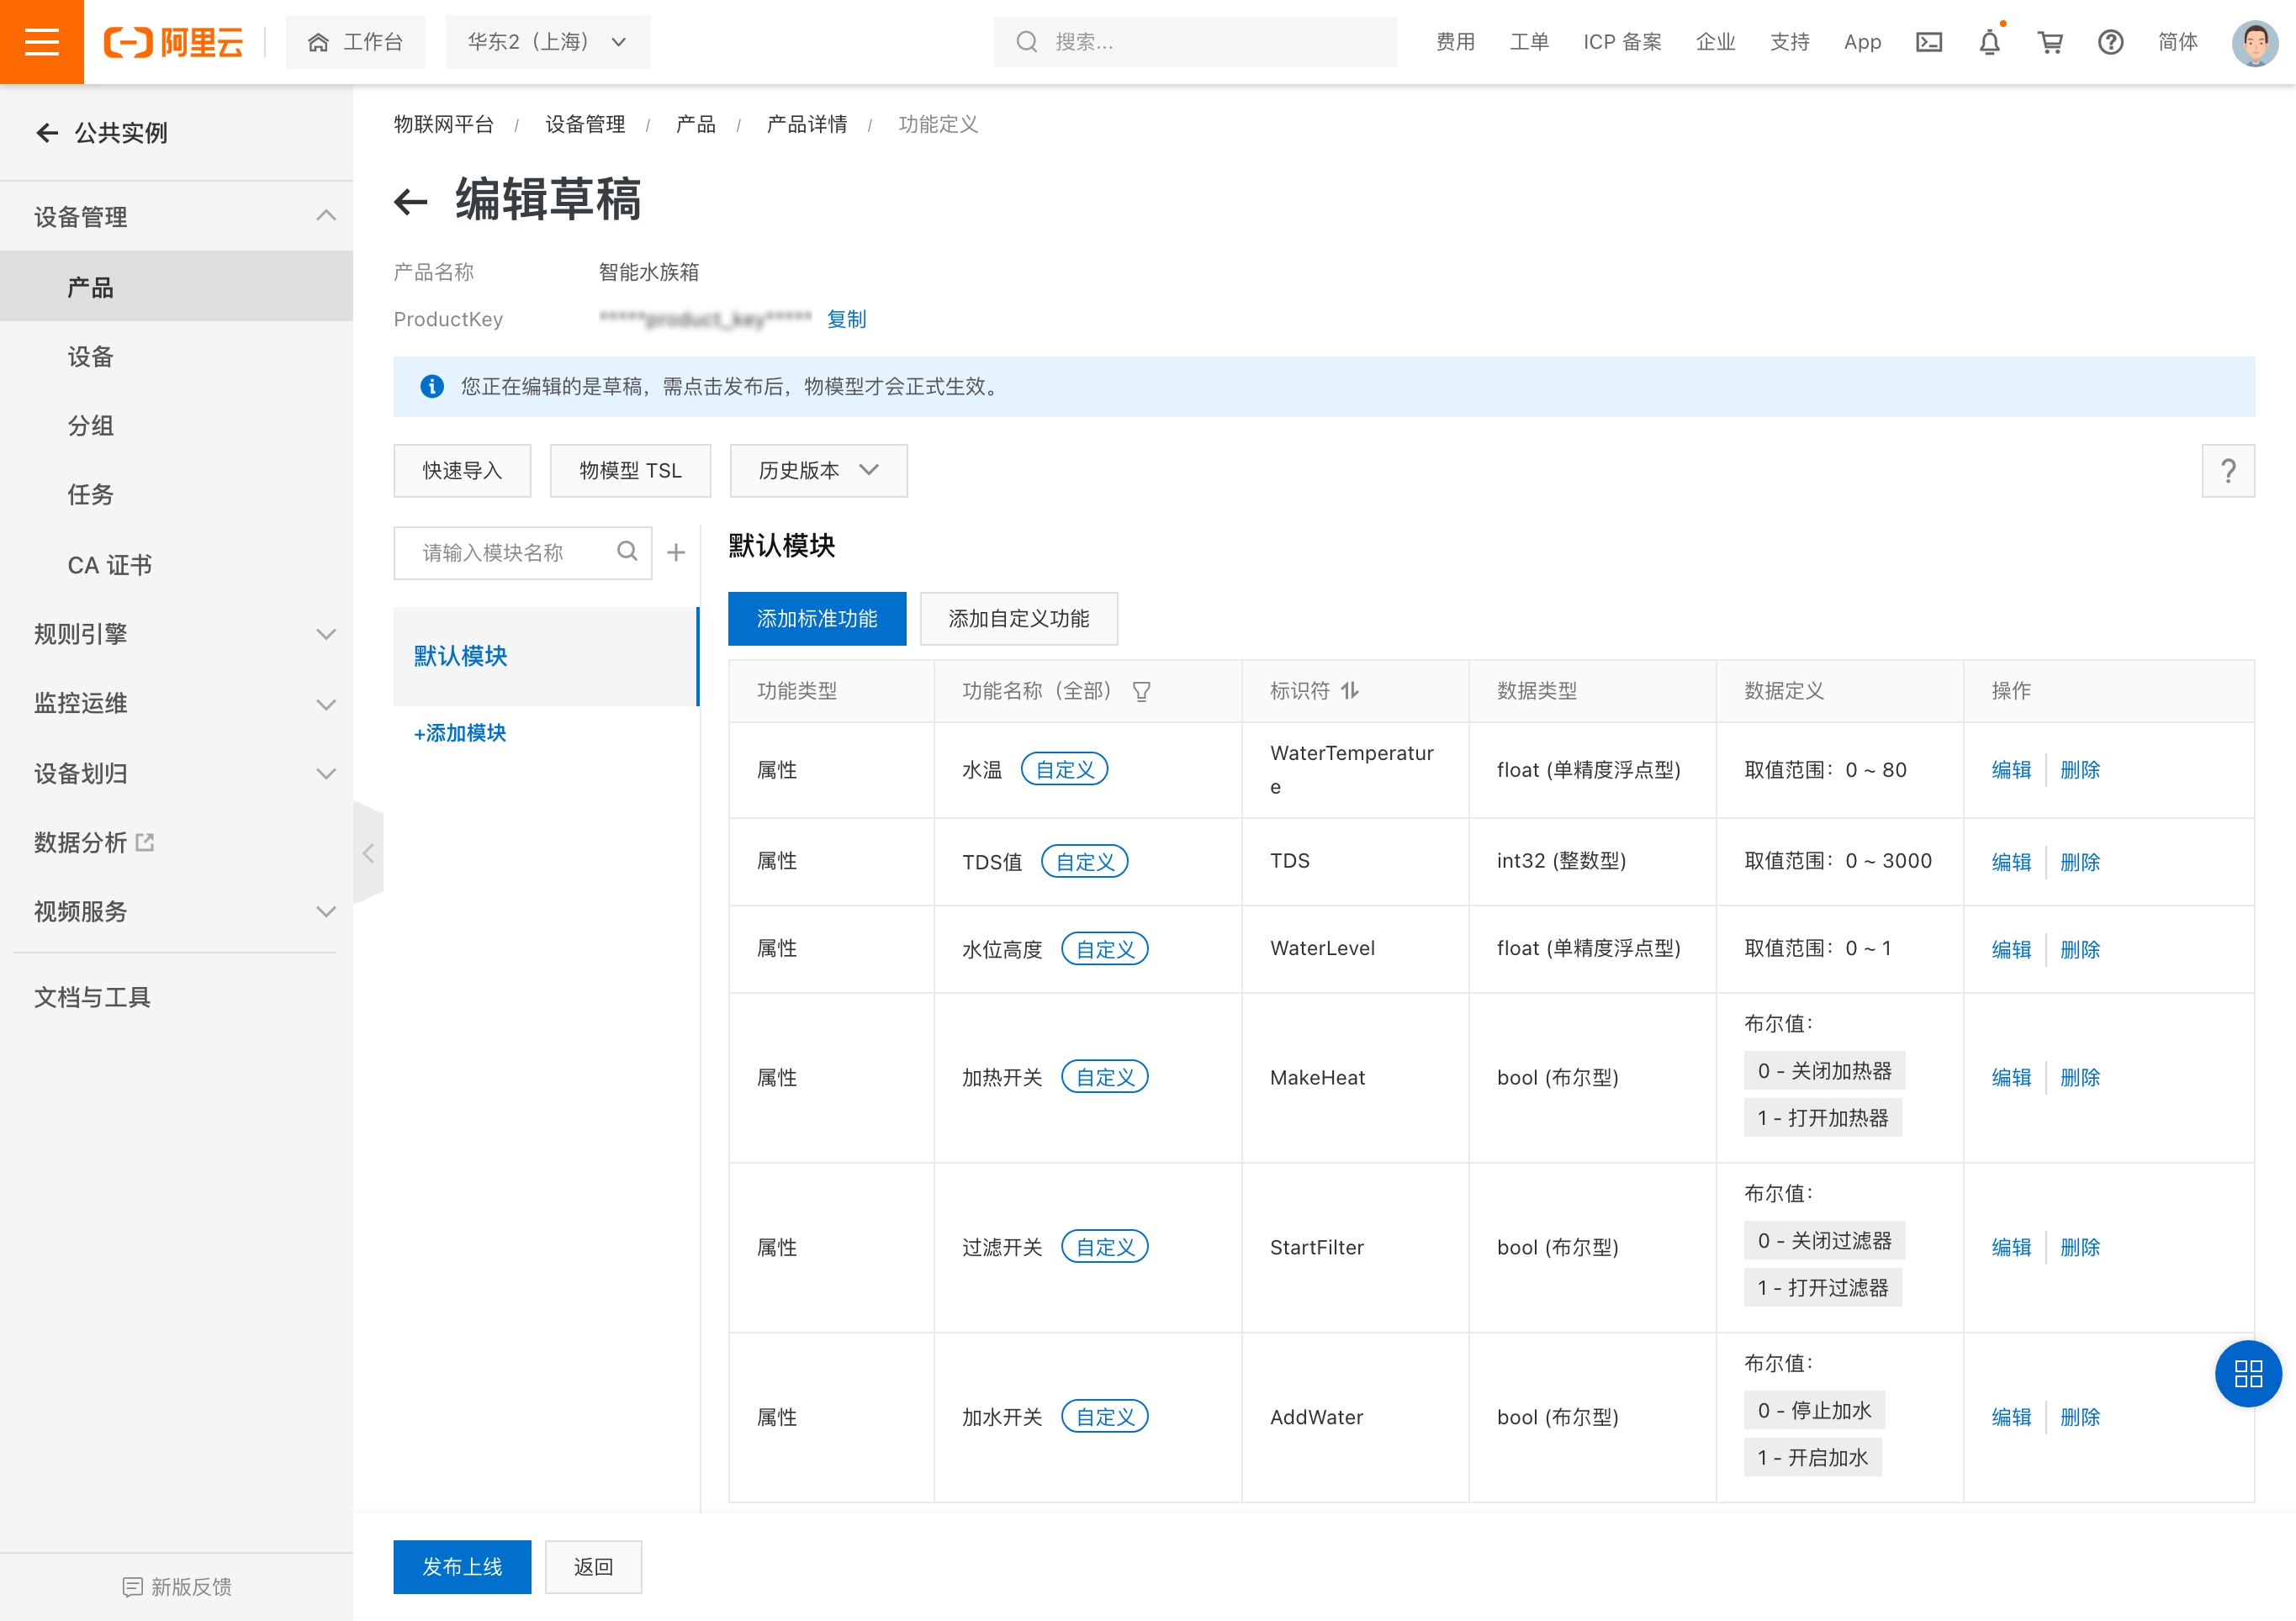 阿里云
工作台
华东2（上海）
搜索...
费用
工单
ICP 备案
企业
支持
App
简体
公共实例
设备管理
产品
设备
分组
任务
CA 证书
规则引擎
监控运维
设备划归
数据分析
视频服务
文档与工具
新版反馈
物联网平台 / 设备管理 / 产品 / 产品详情 / 功能定义
编辑草稿
产品名称 智能水族箱
ProductKey *****product_key***** 复制
您正在编辑的是草稿，需点击发布后，物模型才会正式生效。
快速导入
物模型 TSL
历史版本
?
请输入模块名称
+
默认模块
+添加模块
默认模块
添加标准功能
添加自定义功能
功能类型 功能名称（全部） 标识符 数据类型 数据定义 操作
属性 水温 自定义 WaterTemperatur
e float (单精度浮点型) 取值范围：0 ~ 80 编辑 删除
属性 TDS值 自定义 TDS int32 (整数型) 取值范围：0 ~ 3000 编辑 删除
属性 水位高度 自定义 WaterLevel float (单精度浮点型) 取值范围：0 ~ 1 编辑 删除
属性 加热开关 自定义 MakeHeat bool (布尔型) 布尔值：
0 - 关闭加热器
1 - 打开加热器
编辑 删除
属性 过滤开关 自定义 StartFilter bool (布尔型) 布尔值：
0 - 关闭过滤器
1 - 打开过滤器
编辑 删除
属性 加水开关 自定义 AddWater bool (布尔型) 布尔值：
0 - 停止加水
1 - 开启加水
编辑 删除
发布上线
返回